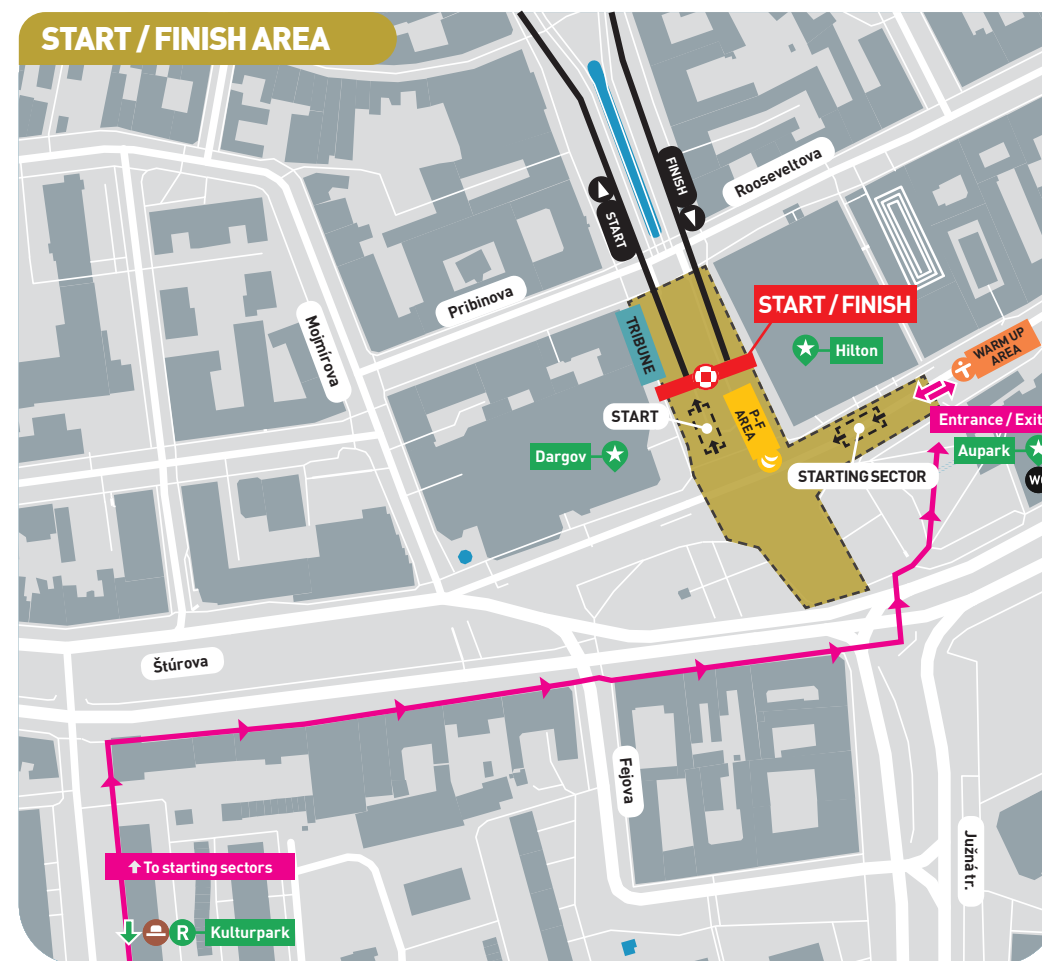 START / FINISH AREA
Rooseveltova
FINISH
START
Pribinova
START / FINISH
Mojmírova
TRIBUNE
Hilton
WARM UP
AREA
START
P-F
AREA
Entrance / Exit
Dargov
Aupark
STARTING SECTOR
Štúrova
Fejova
Južná tr.
To starting sectors
R
Kulturpark